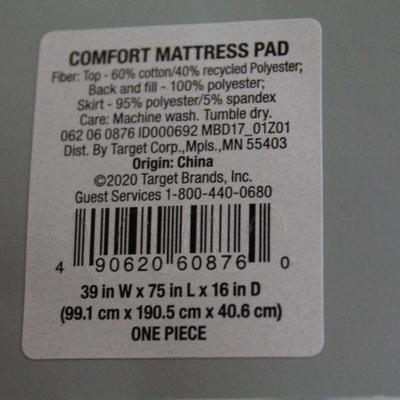 COMFORT MATTRESS PAD
Fiber: Top - 60% cotton/40% recycled Polyester;
Back and fill - 100% polyester;
Skirt - 95% polyester/5% spandex
Care: Machine wash. Tumble dry.
062 06 0876 ID000692 MBD17_01Z01
Dist. By Target Corp.,Mpls.,MN 55403
Origin: China
©2020 Target Brands, Inc.
Guest Services 1-800-440-0680
4 90620 60876 0
39 in W x 75 in L x 16 in D
(99.1 cm x 190.5 cm x 40.6 cm)
ONE PIECE